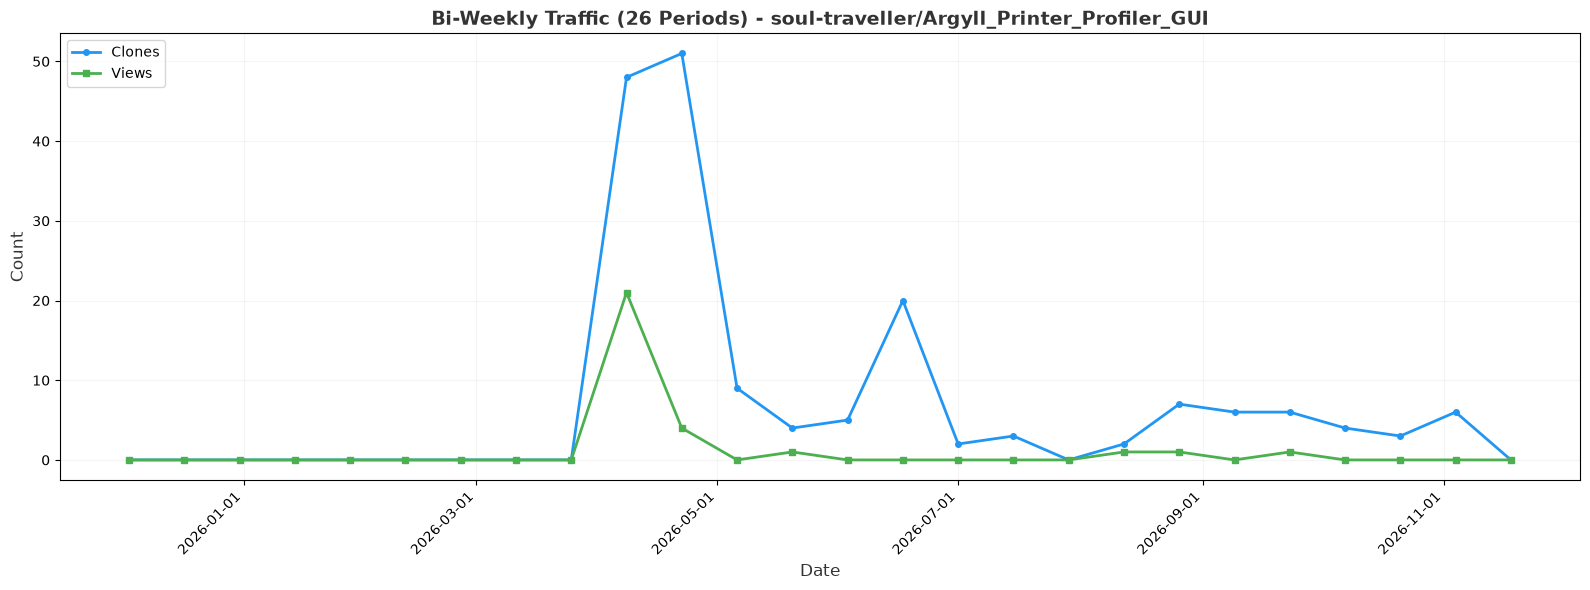 Bi-Weekly Traffic (26 Periods) - soul-traveller/Argyll_Printer_Profiler_GUI
Clones
Views
Count
50
40
30
20
10
0
2026-01-01
2026-03-01
2026-05-01
2026-07-01
2026-09-01
2026-11-01
Date